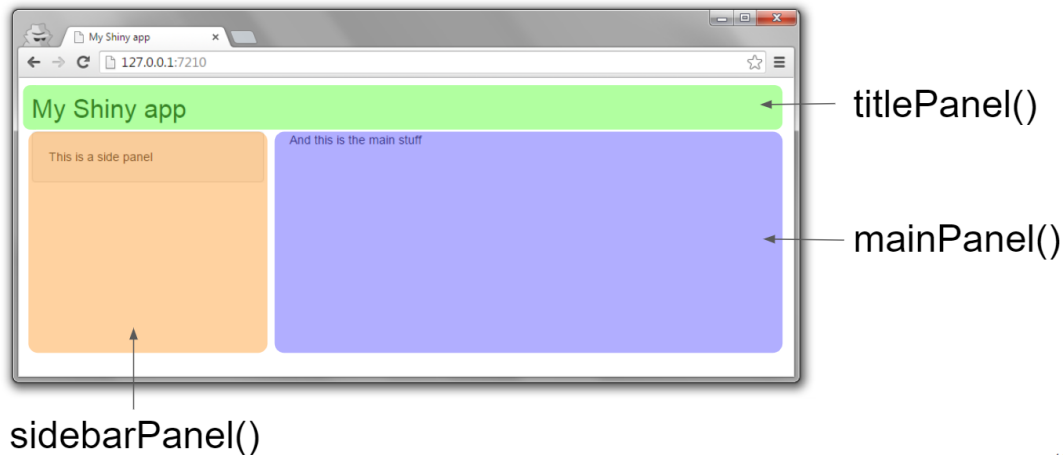 My Shiny app
127.0.0.1:7210
My Shiny app
titlePanel()
This is a side panel
And this is the main stuff
mainPanel()
sidebarPanel()